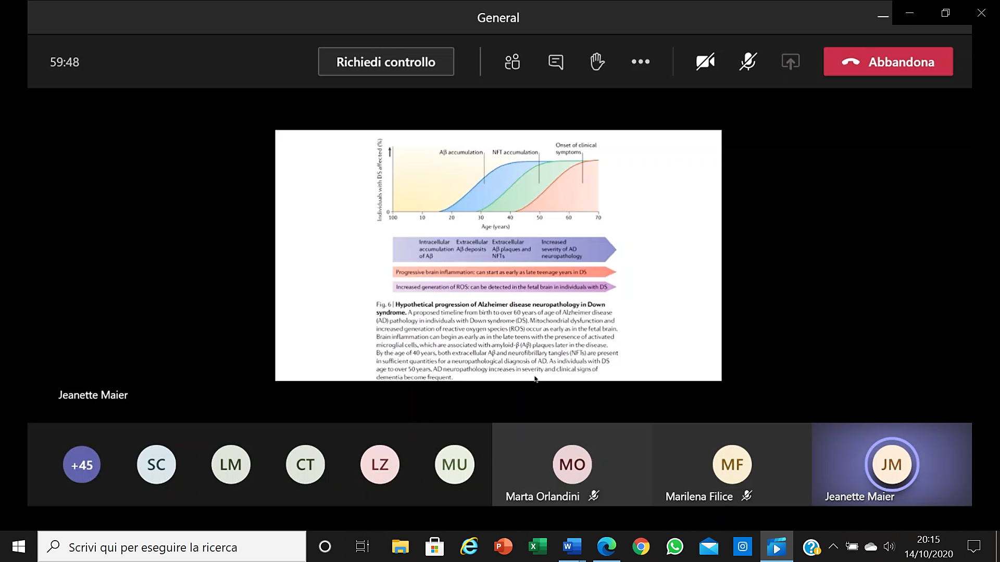 General
59:48
Richiedi controllo
Abbandona
Individuals with DS affected (%)
Aβ accumulation
NFT accumulation
Onset of clinical
symptoms
0
100 10 20 30 40 50 60 70
Age (years)
Intracellular
accumulation
of Aβ
Extracellular
Aβ deposits
Extracellular
Aβ plaques and
NFTs
Increased
severity of AD
neuropathology
Progressive brain inflammation: can start as early as late teenage years in DS
Increased generation of ROS: can be detected in the fetal brain in individuals with DS
Fig. 6 | Hypothetical progression of Alzheimer disease neuropathology in Down
syndrome. A proposed timeline from birth to over 60 years of age of Alzheimer disease
(AD) pathology in individuals with Down syndrome (DS). Mitochondrial dysfunction and
increased generation of reactive oxygen species (ROS) occur as early as in the fetal brain.
Brain inflammation can begin as early as in the late teens with the presence of activated
microglial cells, which are associated with amyloid-β (Aβ) plaques later in the disease.
By the age of 40 years, both extracellular Aβ and neurofibrillary tangles (NFTs) are present
in sufficient quantities for a neuropathological diagnosis of AD. As individuals with DS
age to over 50 years, AD neuropathology increases in severity and clinical signs of
dementia become frequent.
Jeanette Maier
+45
SC
LM
CT
LZ
MU
MO
Marta Orlandini
MF
Marilena Filice
JM
Jeanette Maier
Scrivi qui per eseguire la ricerca
20:15
14/10/2020